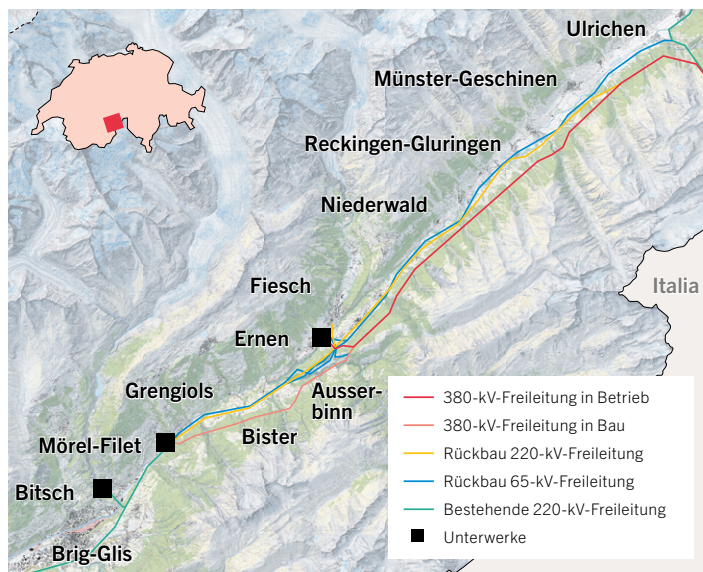 Ulrichen
Münster-Geschinen
Reckingen-Gluringen
Niederwald
Italia
Fiesch
Ernen
Grengiols
Ausser-
binn
Bister
Mörel-Filet
Bitsch
Brig-Glis
380-kV-Freileitung in Betrieb
380-kV-Freileitung in Bau
Rückbau 220-kV-Freileitung
Rückbau 65-kV-Freileitung
Bestehende 220-kV-Freileitung
Unterwerke